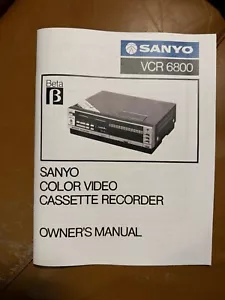 SANYO
VCR 6800
Beta
β
SANYO
COLOR VIDEO
CASSETTE RECORDER
OWNER'S MANUAL